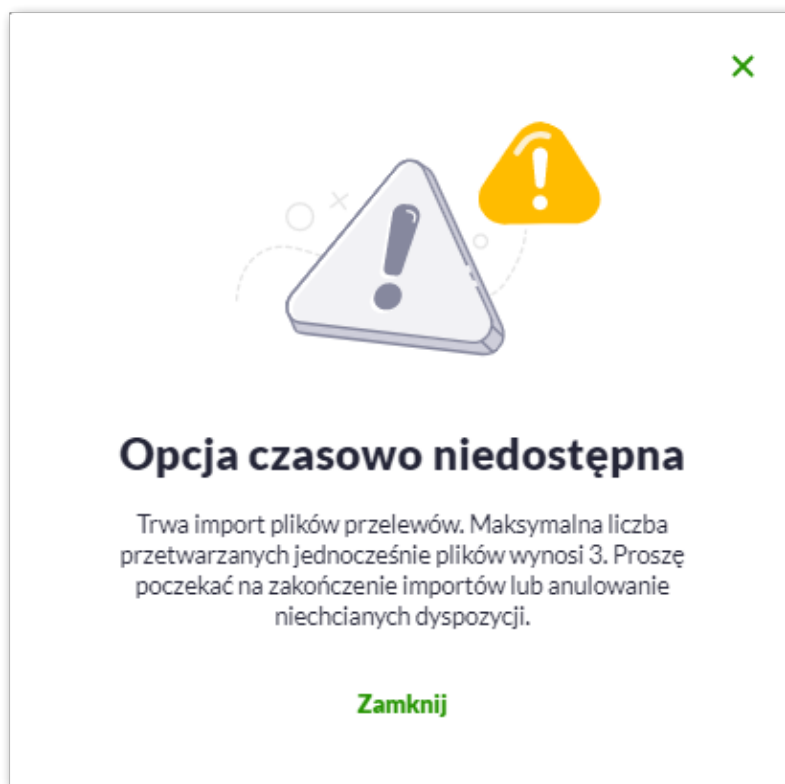 Opcja czasowo niedostępna
Trwa import plików przelewów. Maksymalna liczba
przetwarzanych jednocześnie plików wynosi 3. Proszę
poczekać na zakończenie importów lub anulowanie
niechcianych dyspozycji.
Zamknij